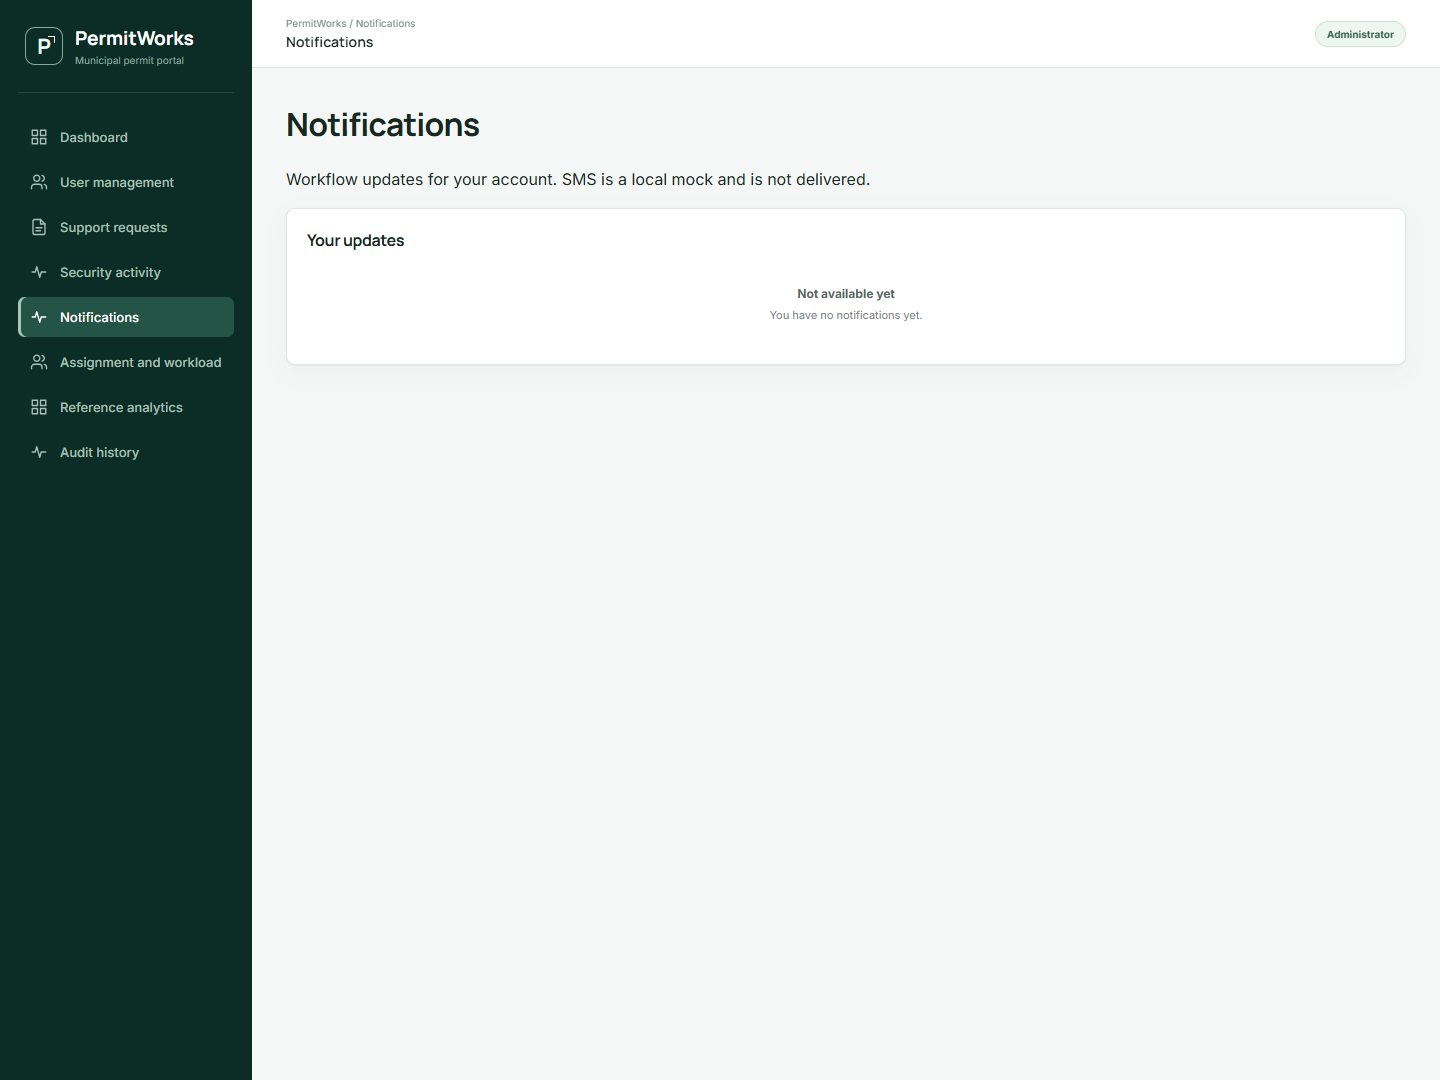 P
PermitWorks
Municipal permit portal
Dashboard
User management
Support requests
Security activity
Notifications
Assignment and workload
Reference analytics
Audit history
PermitWorks / Notifications
Notifications
Administrator
Notifications
Workflow updates for your account. SMS is a local mock and is not delivered.
Your updates
Not available yet
You have no notifications yet.